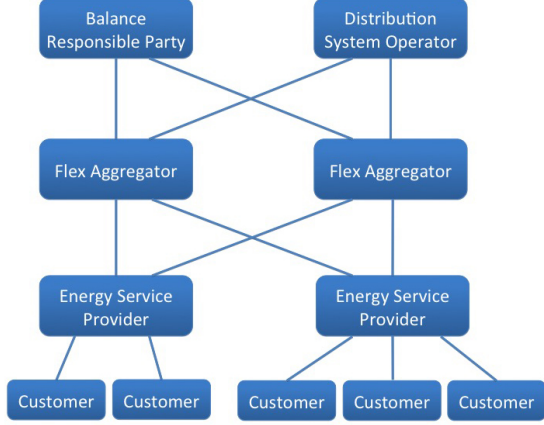 Balance
Responsible Party
Distribution
System Operator
Flex Aggregator
Flex Aggregator
Energy Service
Provider
Energy Service
Provider
Customer
Customer
Customer
Customer
Customer